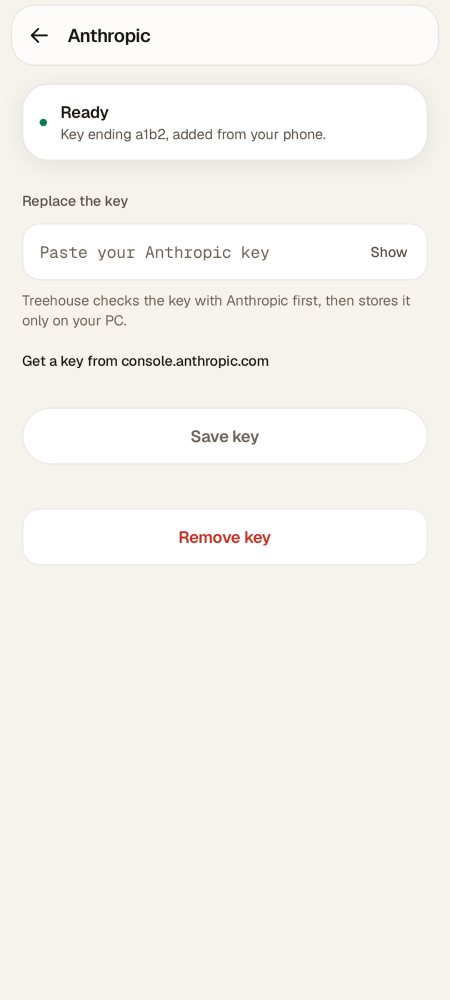 Anthropic
Ready
Key ending a1b2, added from your phone.
Replace the key
Paste your Anthropic key
Show
Treehouse checks the key with Anthropic first, then stores it
only on your PC.
Get a key from console.anthropic.com
Save key
Remove key